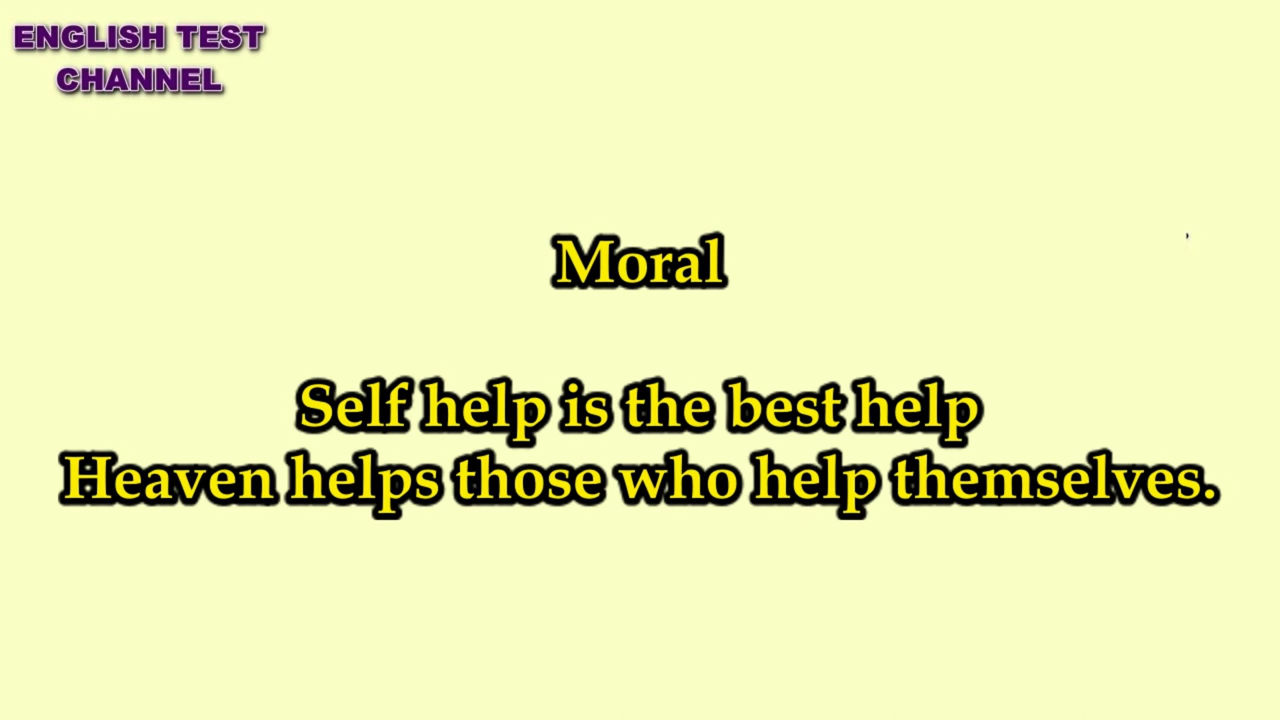 ENGLISH TEST
CHANNEL
Moral
Self help is the best help
Heaven helps those who help themselves.